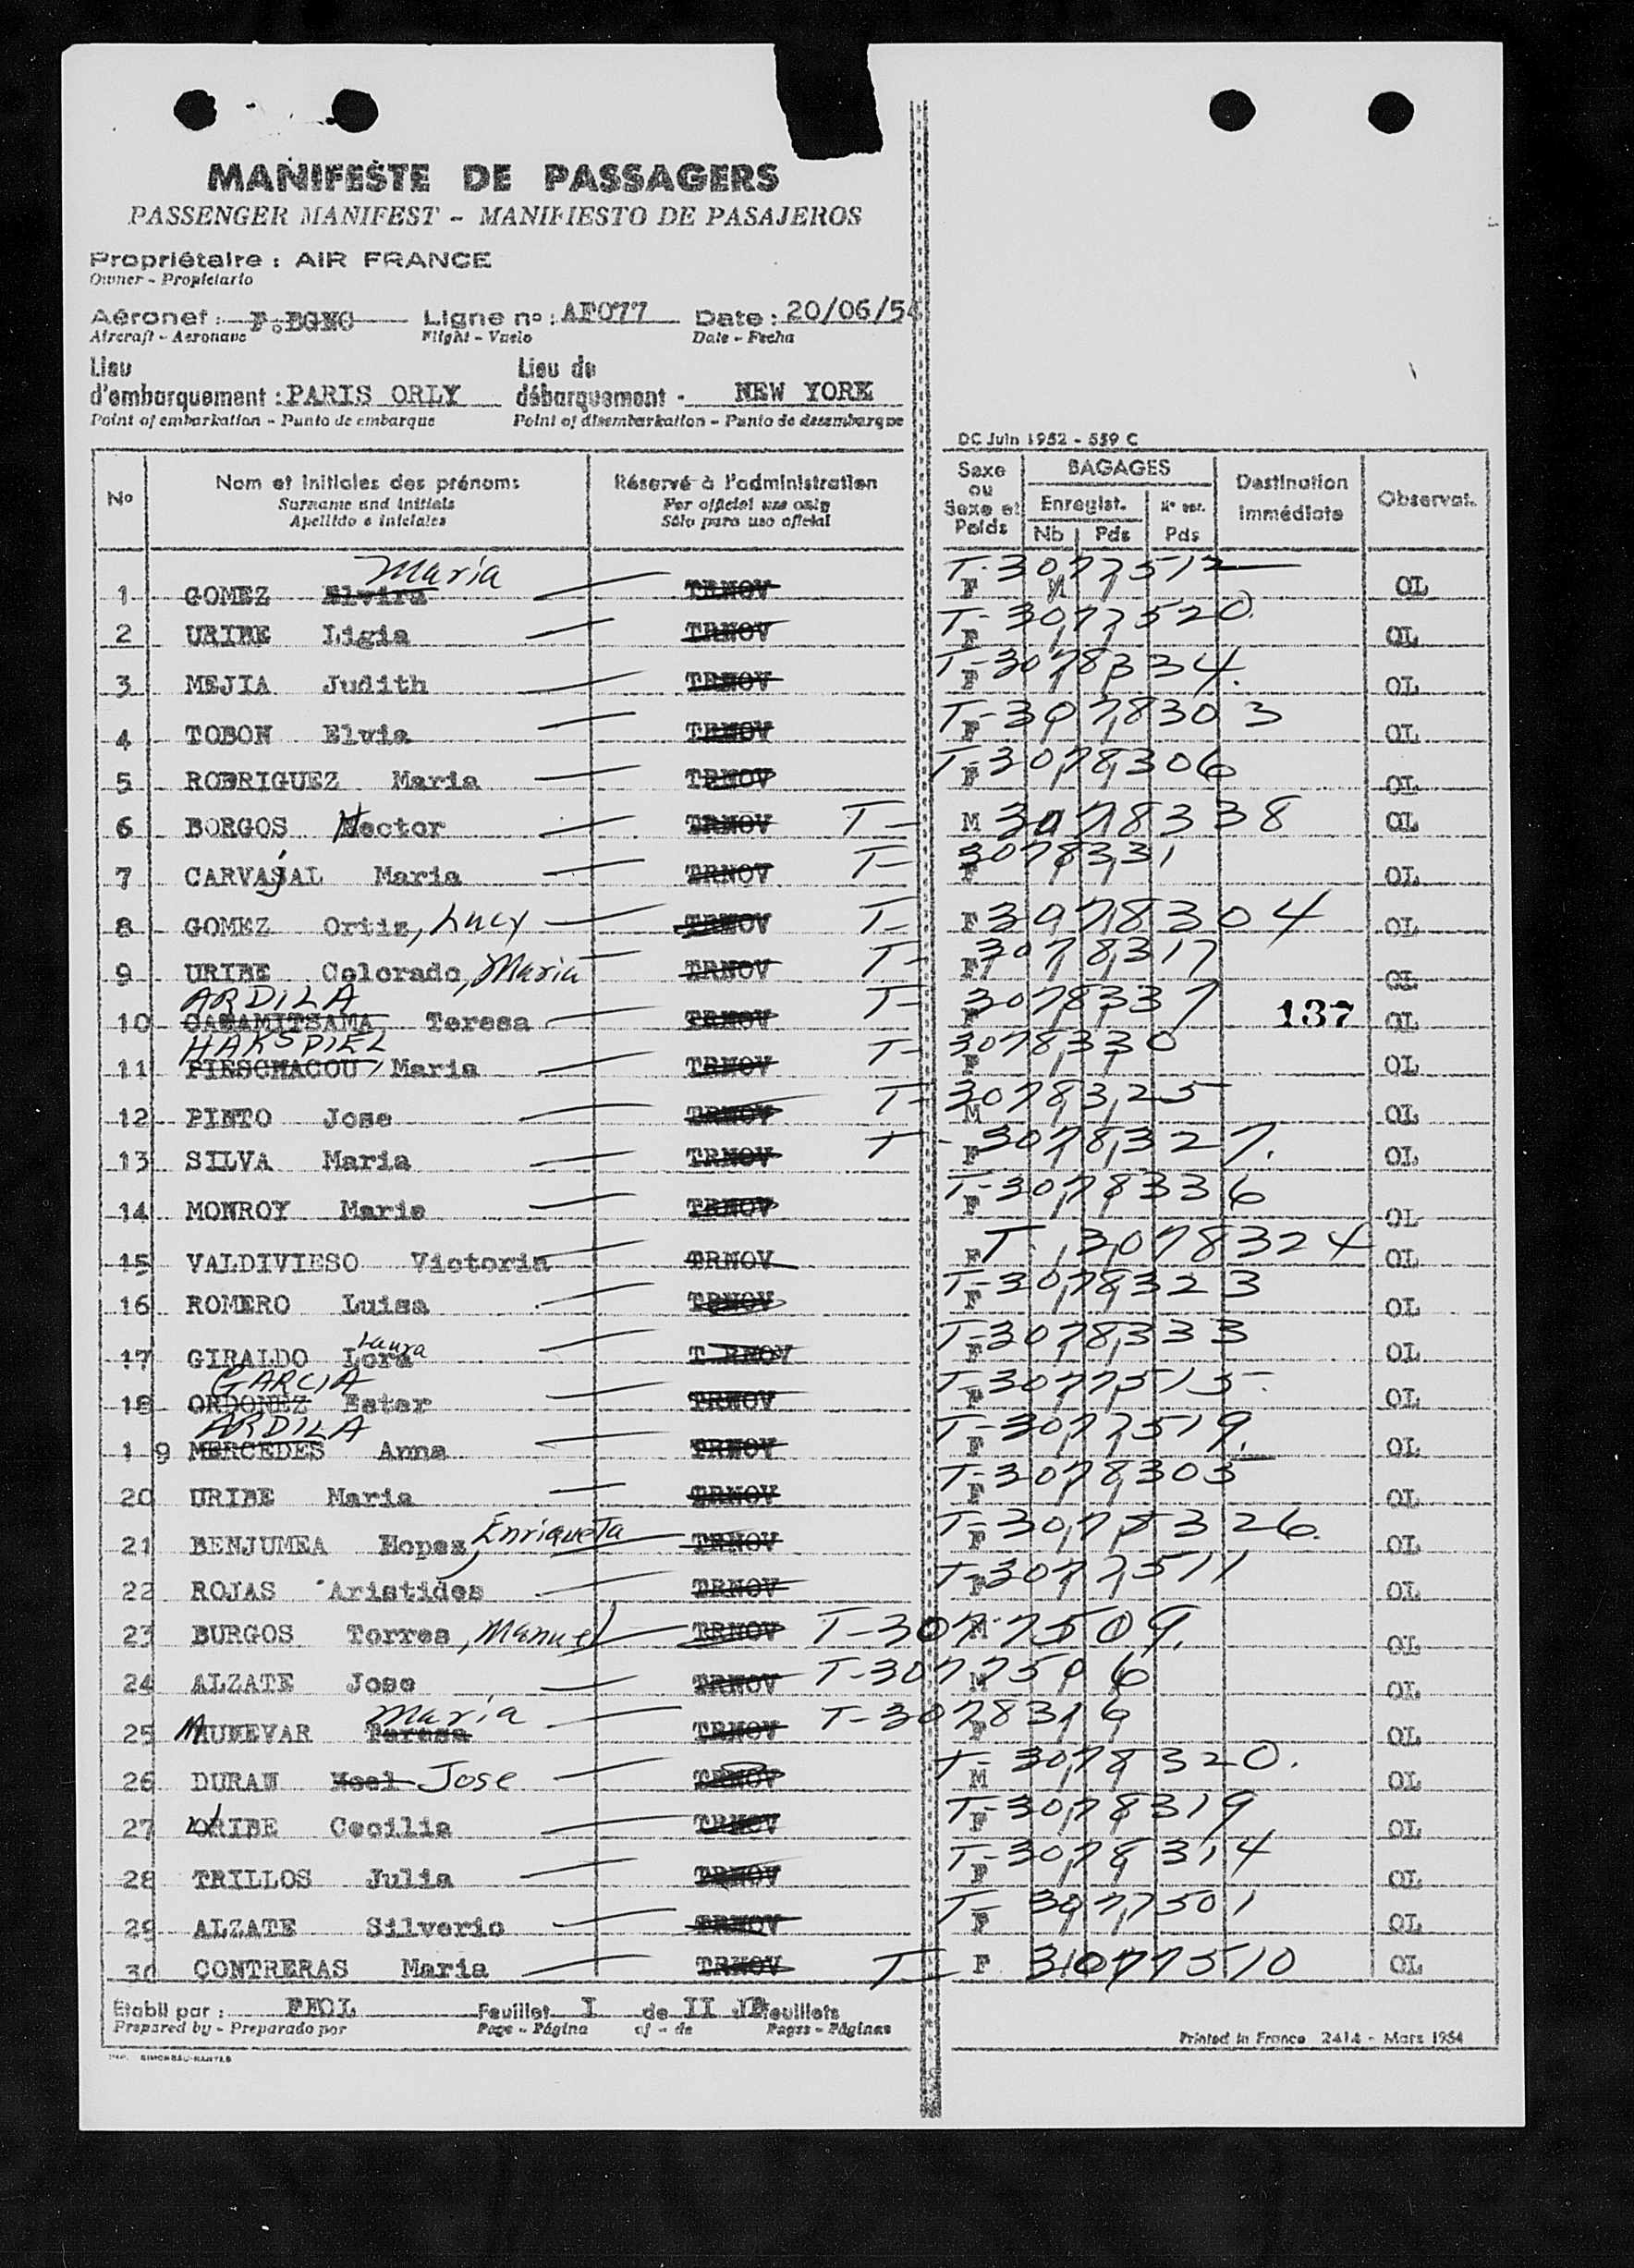 MANIFESTE DE PASSAGERS
PASSENGER MANIFEST - MANIFIESTO DE PASAJEROS
Propriétaire : AIR FRANCE
Owner - Propietario
Aéronef : F.BGNC Ligne no : AF077 Date : 20/06/54
Aircraft - Aeronave Flight - Vuelo Date - Fecha
Lieu d'embarquement : PARIS ORLY Lieu de débarquement - NEW YORK
Point of embarkation - Punto de embarque Point of disembarkation - Punto de desembarque
DC Juin 1952 - 559 C
No Nom et initiales des prénoms Réservé à l'administration Sexe ou Sexe et Poids BAGAGES Destination immédiate Observat.
Surname and initials For official use only Enregist. No enr.
Apellido e iniciales Sólo para uso oficial Nb Pds Pds
1 GOMEZ Elvira Maria TRNOV T-3077512 F OL
2 URIBE Ligia TRNOV T-3077520 F OL
3 MEJIA Judith TRNOV T-3078334 F OL
4 TOBON Elvia TRNOV T-3078303 F OL
5 RODRIGUEZ Maria TRNOV T-3078306 F OL
6 BORGOS Hector TRNOV T- M 3078338 OL
7 CARVAJAL Maria TRNOV T- 3078331 F OL
8 GOMEZ Ortiz, Lucy TRNOV T- F 3078304 OL
9 URIBE Colorado, Maria TRNOV T- 3078317 F OL
ARDILA
10 CAGAMITSAMA Teresa TRNOV T- 3078337 F 137 OL
HAKSPIEL
11 PIESCHACOU Maria TRNOV T- 3078330 F OL
12 PINTO Jose TRNOV T-3078325 M OL
13 SILVA Maria TRNOV T- 3078327 F OL
14 MONROY Marie TRNOV T-3078336 F OL
15 VALDIVIESO Victoria TRNOV F T 3078324 OL
16 ROMERO Luisa TRNOV T-3078323 F OL
17 GIRALDO Lora Laura T RNOV T-3078333 F OL
GARCIA
18 ORDONEZ Ester TRNOV T-3077515 F OL
ARDILA
19 MERCEDES Anna TRNOV T-3077519 F OL
20 URIBE Maria TRNOV T-3078305 F OL
21 BENJUMEA Hopez, Enriqueta TRNOV T-3078326 F OL
22 ROJAS Aristides TRNOV T-3077511 OL
23 BURGOS Torres, Manuel TRNOV T-3077509 M OL
24 ALZATE Jose TRNOV T-3077506 M OL
25 MUNEVAR Teresa Maria TRNOV T-3078316 F OL
26 DURAN Noel Jose TRNOV T-3078320 M OL
27 URIBE Cecilia TRNOV T-3078319 F OL
28 TRILLOS Julia TRNOV T-3078314 F OL
29 ALZATE Silverio TRNOV T-3077501 F OL
30 CONTRERAS Maria TRNOV T- F 3077510 OL
Etabli par : FEOL Feuillet I de II Feuillets
Prepared by - Preparado por Page - Página of - de Pages - Páginas
Printed in France 2414 - Mars 1954